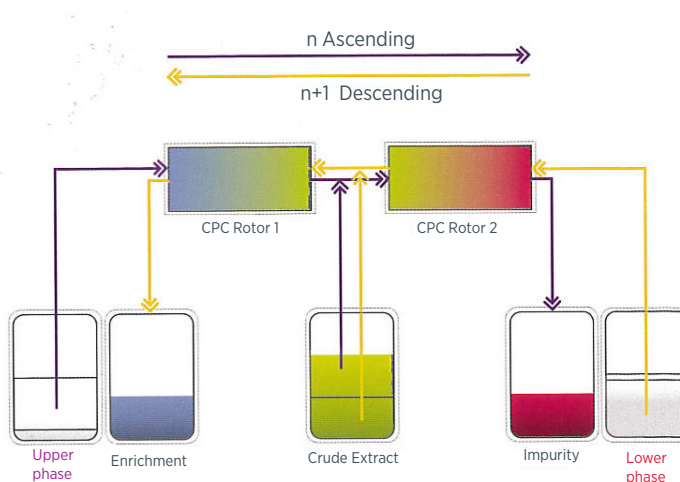 n Ascending
n+1 Descending
CPC Rotor 1
CPC Rotor 2
Upper
phase
Enrichment
Crude Extract
Impurity
Lower
phase